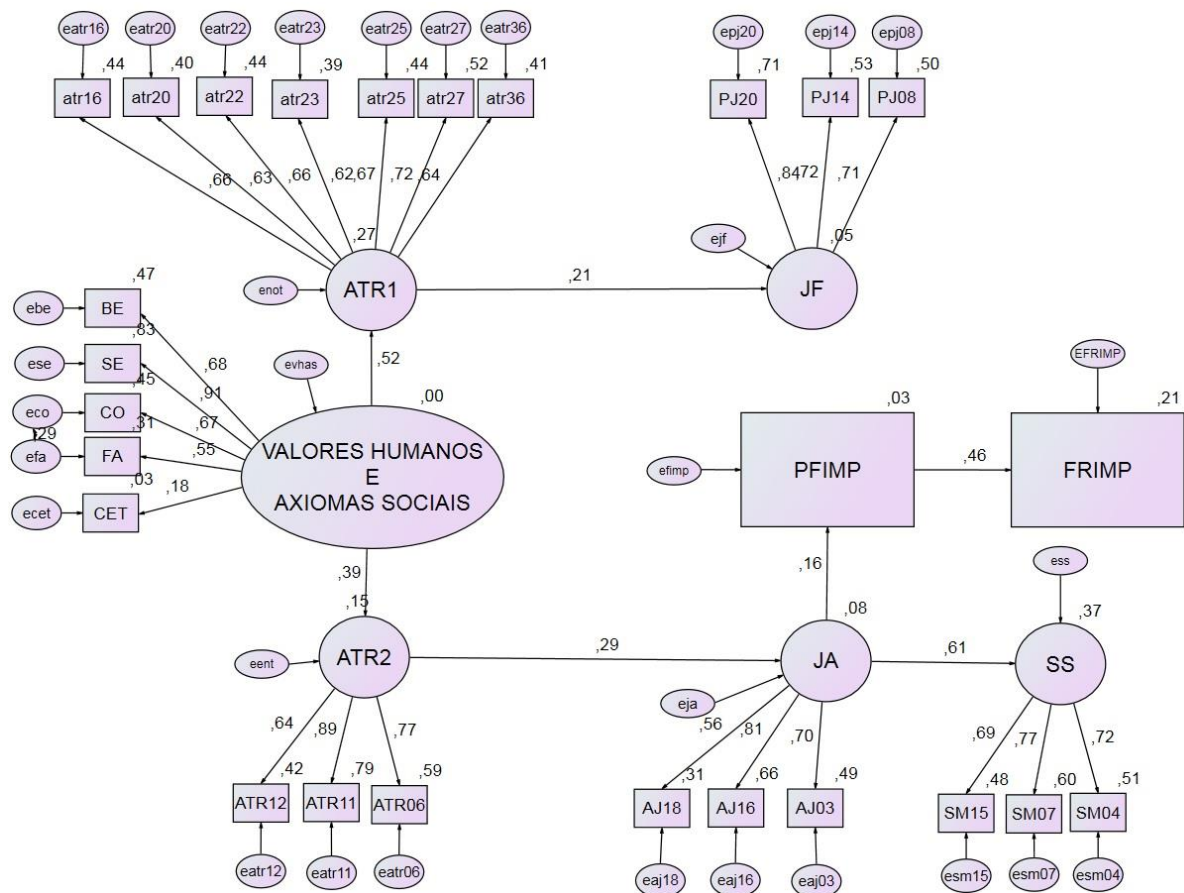 eatr16 eatr20 eatr22 eatr23 eatr25 eatr27 eatr36
,44 ,40 ,44 ,39 ,44 ,52 ,41
atr16 atr20 atr22 atr23 atr25 atr27 atr36
,66 ,63 ,66 ,62 ,67 ,72 ,64
epj20 epj14 epj08
,71 ,53 ,50
PJ20 PJ14 PJ08
,84 ,72 ,71
,27
enot
ATR1
,21
ejf
,05
JF
,47
ebe
BE
,83
ese
SE
,45
eco
CO
,31
,29
efa
FA
,03
ecet
CET
,68
,91
,67
,55
,18
,52
evhas
,00
VALORES HUMANOS
E
AXIOMAS SOCIAIS
,03
efimp
PFIMP
,46
EFRIMP
,21
FRIMP
,39
,15
eent
ATR2
,29
,16
,08
JA
eja
,61
ess
,37
SS
,64 ,89 ,77
,42 ,79 ,59
ATR12 ATR11 ATR06
eatr12 eatr11 eatr06
,56 ,81 ,70
,31 ,66 ,49
AJ18 AJ16 AJ03
eaj18 eaj16 eaj03
,69 ,77 ,72
,48 ,60 ,51
SM15 SM07 SM04
esm15 esm07 esm04